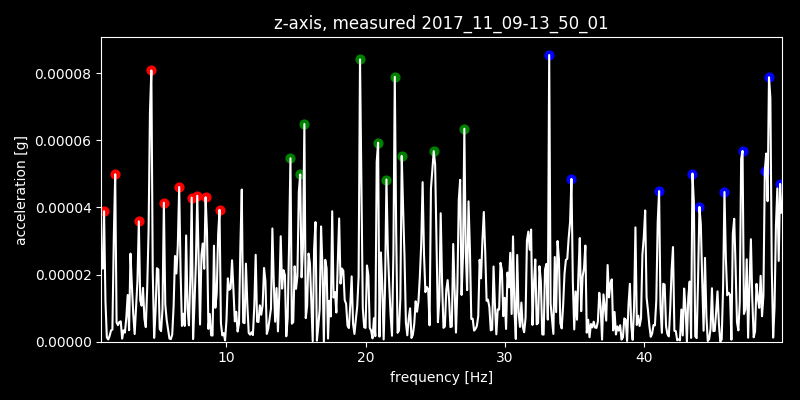 z-axis, measured 2017_11_09-13_50_01
0.00008
0.00006
0.00004
0.00002
0.00000
acceleration [g]
10 20 30 40
frequency [Hz]